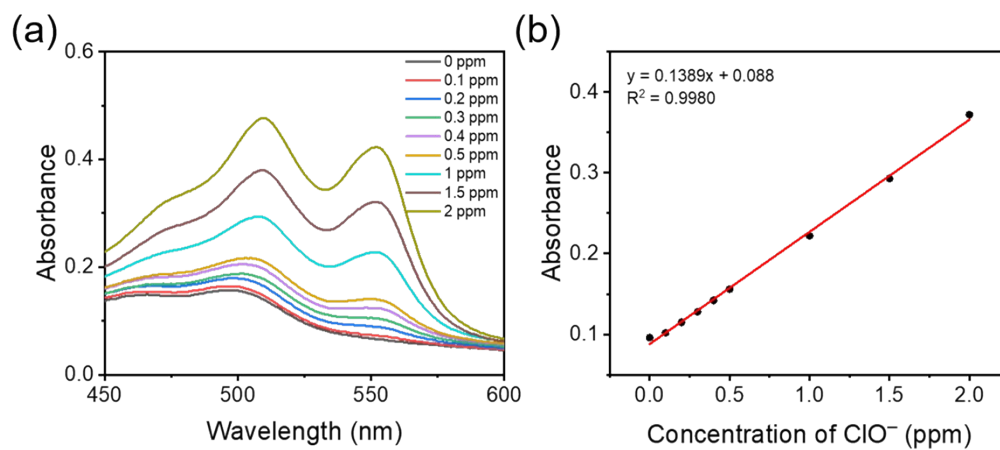 (a)
0.6
0.4
0.2
0.0
450
500
550
600
Absorbance
Wavelength (nm)
0 ppm
0.1 ppm
0.2 ppm
0.3 ppm
0.4 ppm
0.5 ppm
1 ppm
1.5 ppm
2 ppm
(b)
y = 0.1389x + 0.088
R² = 0.9980
0.4
0.3
0.2
0.1
0.0
0.5
1.0
1.5
2.0
Absorbance
Concentration of ClO⁻ (ppm)